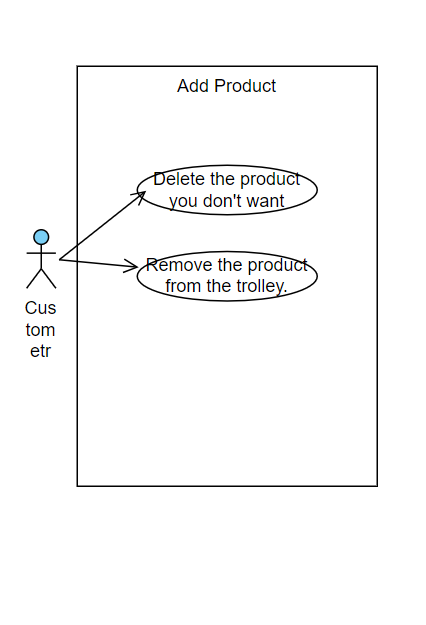 Add Product
Delete the product
you don't want
Remove the product
from the trolley.
Cus
tom
etr